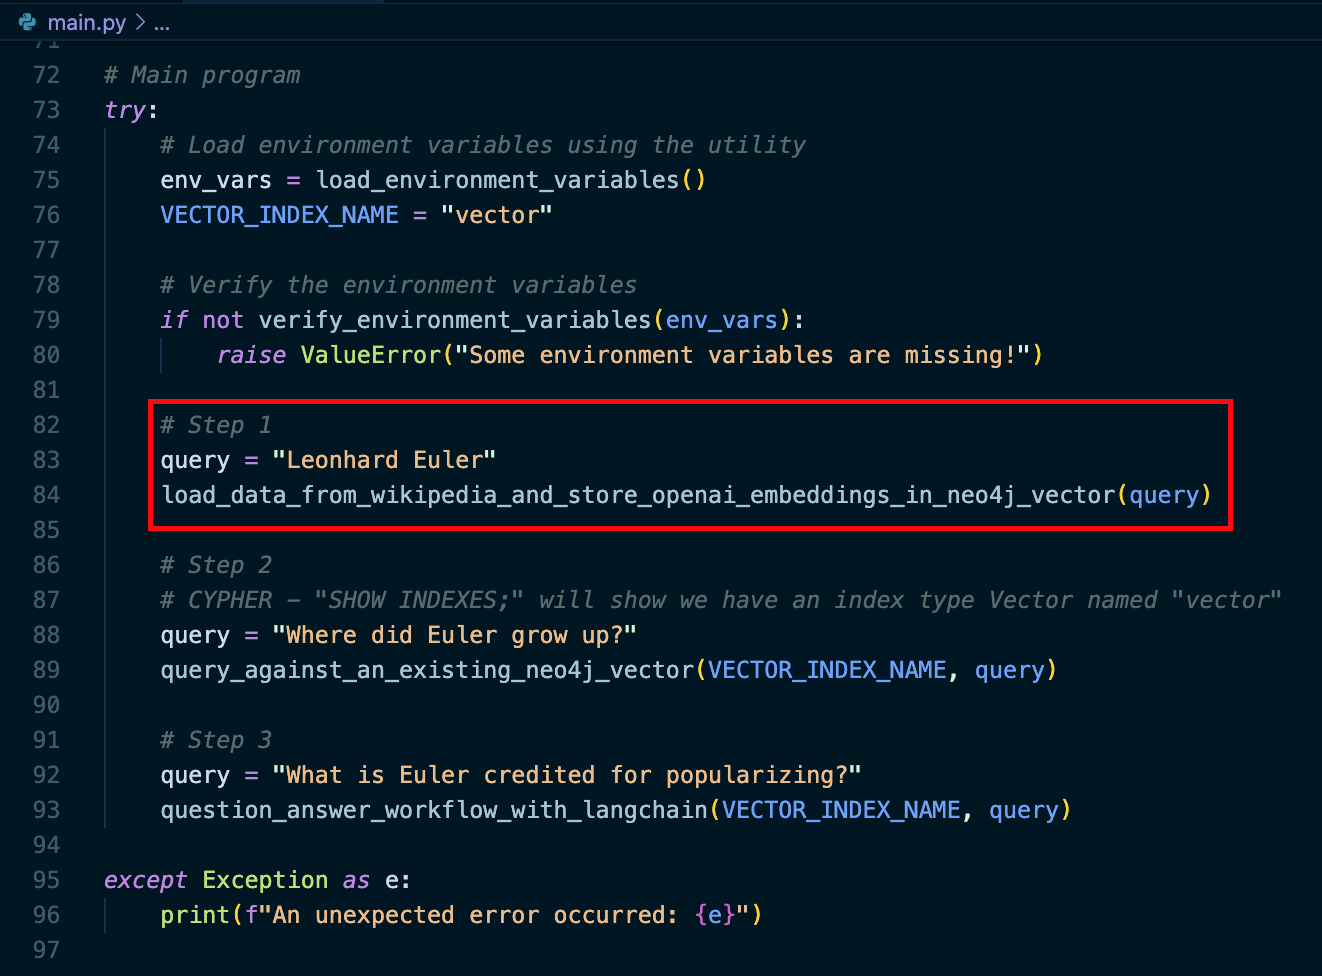 main.py > ...
71
72 # Main program
73 try:
74 # Load environment variables using the utility
75 env_vars = load_environment_variables()
76 VECTOR_INDEX_NAME = "vector"
77
78 # Verify the environment variables
79 if not verify_environment_variables(env_vars):
80 raise ValueError("Some environment variables are missing!")
81
82 # Step 1
83 query = "Leonhard Euler"
84 load_data_from_wikipedia_and_store_openai_embeddings_in_neo4j_vector(query)
85
86 # Step 2
87 # CYPHER – "SHOW INDEXES;" will show we have an index type Vector named "vector"
88 query = "Where did Euler grow up?"
89 query_against_an_existing_neo4j_vector(VECTOR_INDEX_NAME, query)
90
91 # Step 3
92 query = "What is Euler credited for popularizing?"
93 question_answer_workflow_with_langchain(VECTOR_INDEX_NAME, query)
94
95 except Exception as e:
96 print(f"An unexpected error occurred: {e}")
97